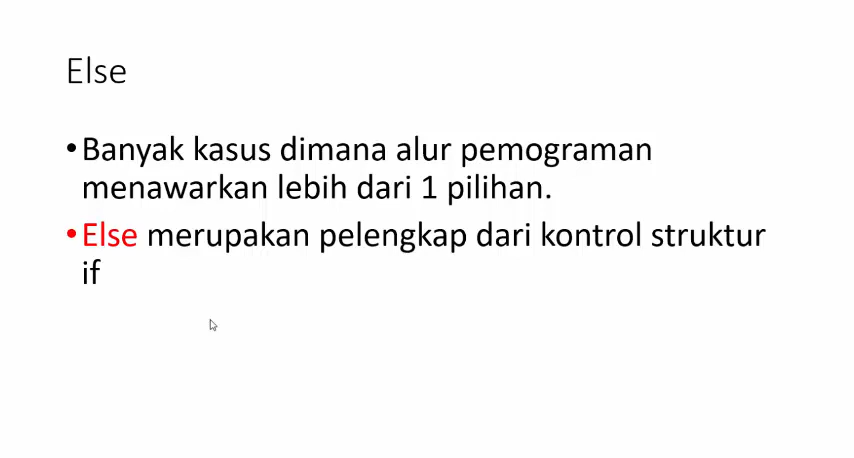 Else
•Banyak kasus dimana alur pemograman
menawarkan lebih dari 1 pilihan.
•Else merupakan pelengkap dari kontrol struktur
if